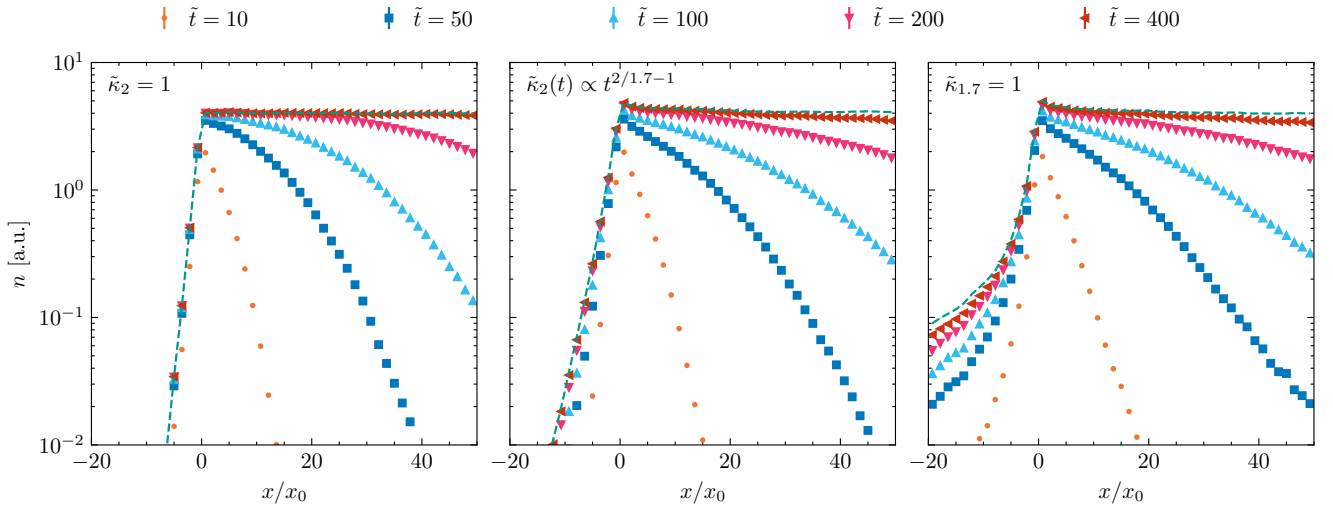 t̃ = 10 t̃ = 50 t̃ = 100 t̃ = 200 t̃ = 400
κ̃₂ = 1
κ̃₂(t) ∝ t^{2/1.7−1}
κ̃₁.₇ = 1
10¹
10⁰
10⁻¹
10⁻²
n [a.u.]
−20 0 20 40
−20 0 20 40
−20 0 20 40
x/x₀
x/x₀
x/x₀